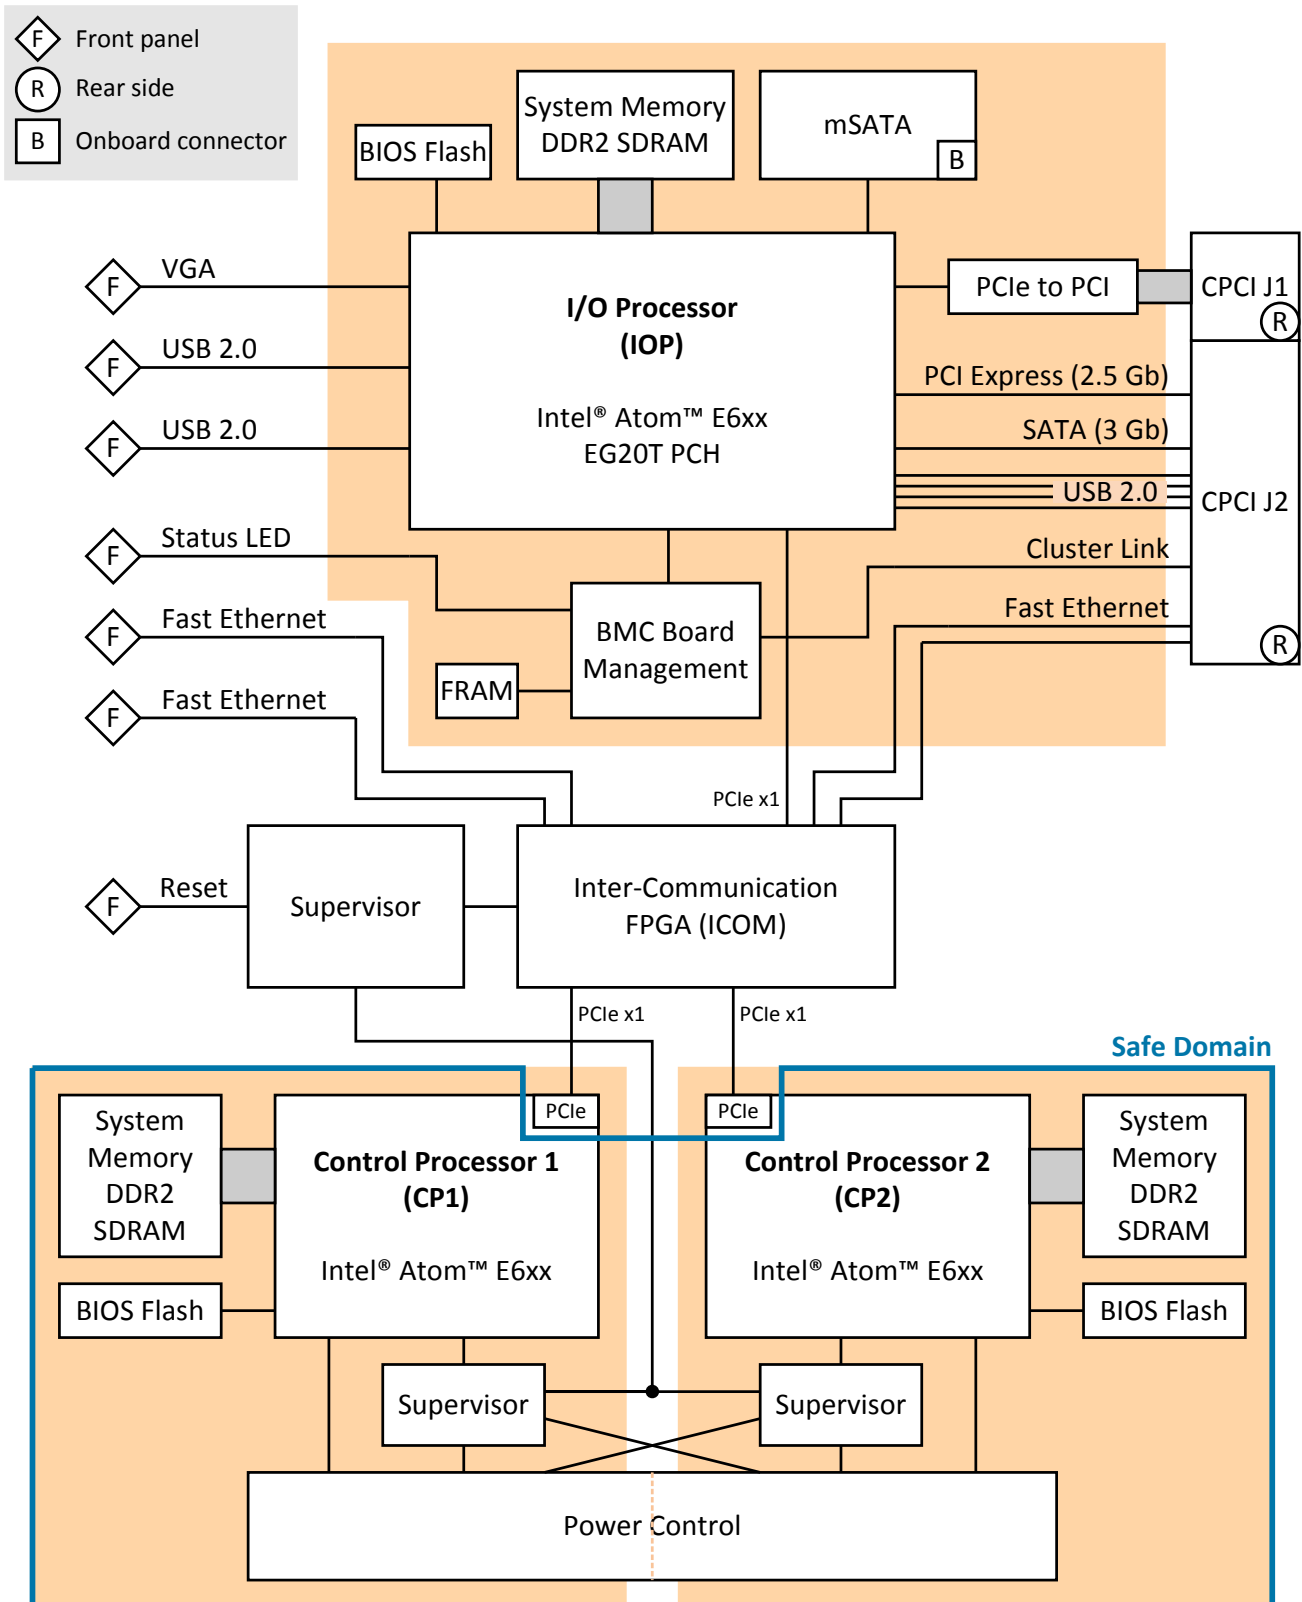 F Front panel
R Rear side
B Onboard connector
System Memory
DDR2 SDRAM
mSATA
B
BIOS Flash
F VGA
I/O Processor
(IOP)
Intel® Atom™ E6xx
EG20T PCH
PCIe to PCI
CPCI J1
R
F USB 2.0
F USB 2.0
PCI Express (2.5 Gb)
SATA (3 Gb)
USB 2.0
CPCI J2
F Status LED
Cluster Link
F Fast Ethernet
Fast Ethernet
R
BMC Board
Management
FRAM
F Fast Ethernet
PCIe x1
F Reset
Supervisor
Inter-Communication
FPGA (ICOM)
PCIe x1
PCIe x1
Safe Domain
System
Memory
DDR2
SDRAM
PCIe
Control Processor 1
(CP1)
Intel® Atom™ E6xx
BIOS Flash
PCIe
Control Processor 2
(CP2)
Intel® Atom™ E6xx
System
Memory
DDR2
SDRAM
BIOS Flash
Supervisor
Supervisor
Power Control